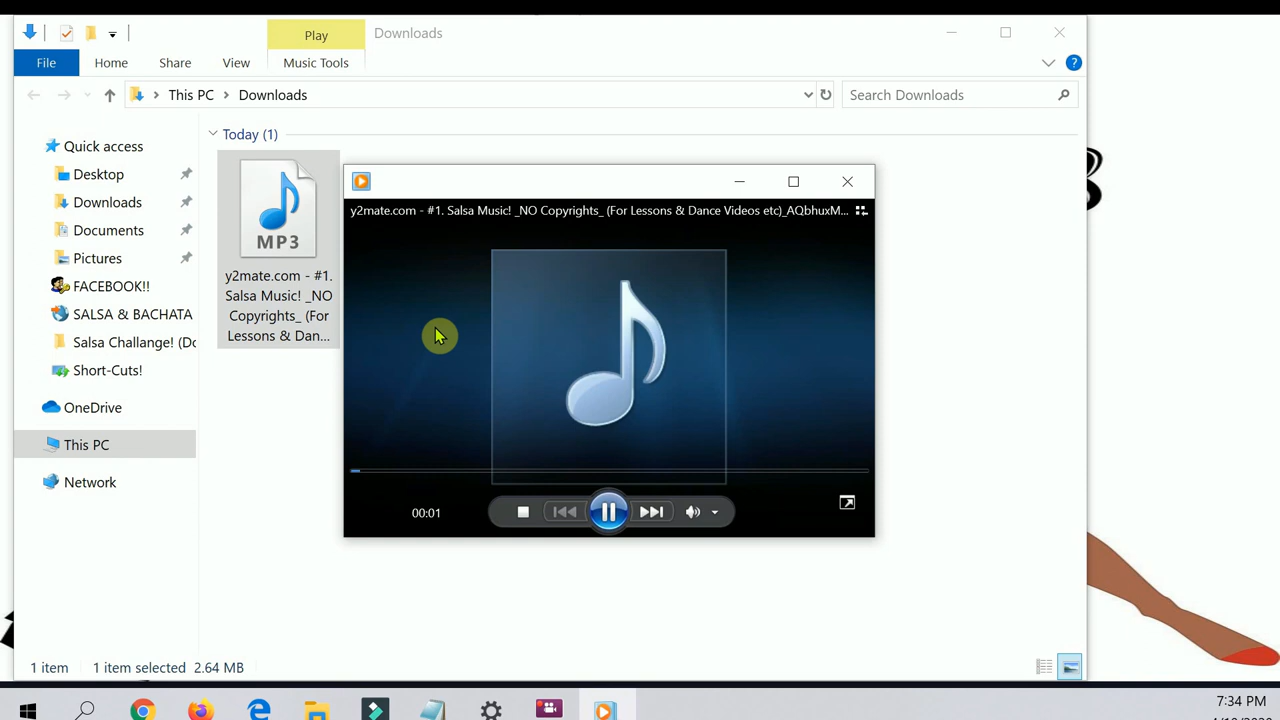 Play
Downloads
File
Home
Share
View
Music Tools
?
This PC
Downloads
Search Downloads
Quick access
Desktop
Downloads
Documents
Pictures
FACEBOOK!!
SALSA & BACHATA
Salsa Challange! (Do
Short-Cuts!
OneDrive
This PC
Network
Today (1)
MP3
y2mate.com - #1.
Salsa Music! _NO
Copyrights_ (For
Lessons & Dan...
y2mate.com - #1. Salsa Music! _NO Copyrights_ (For Lessons & Dance Videos etc)_AQbhuxM...
00:01
1 item
1 item selected
2.64 MB
7:34 PM